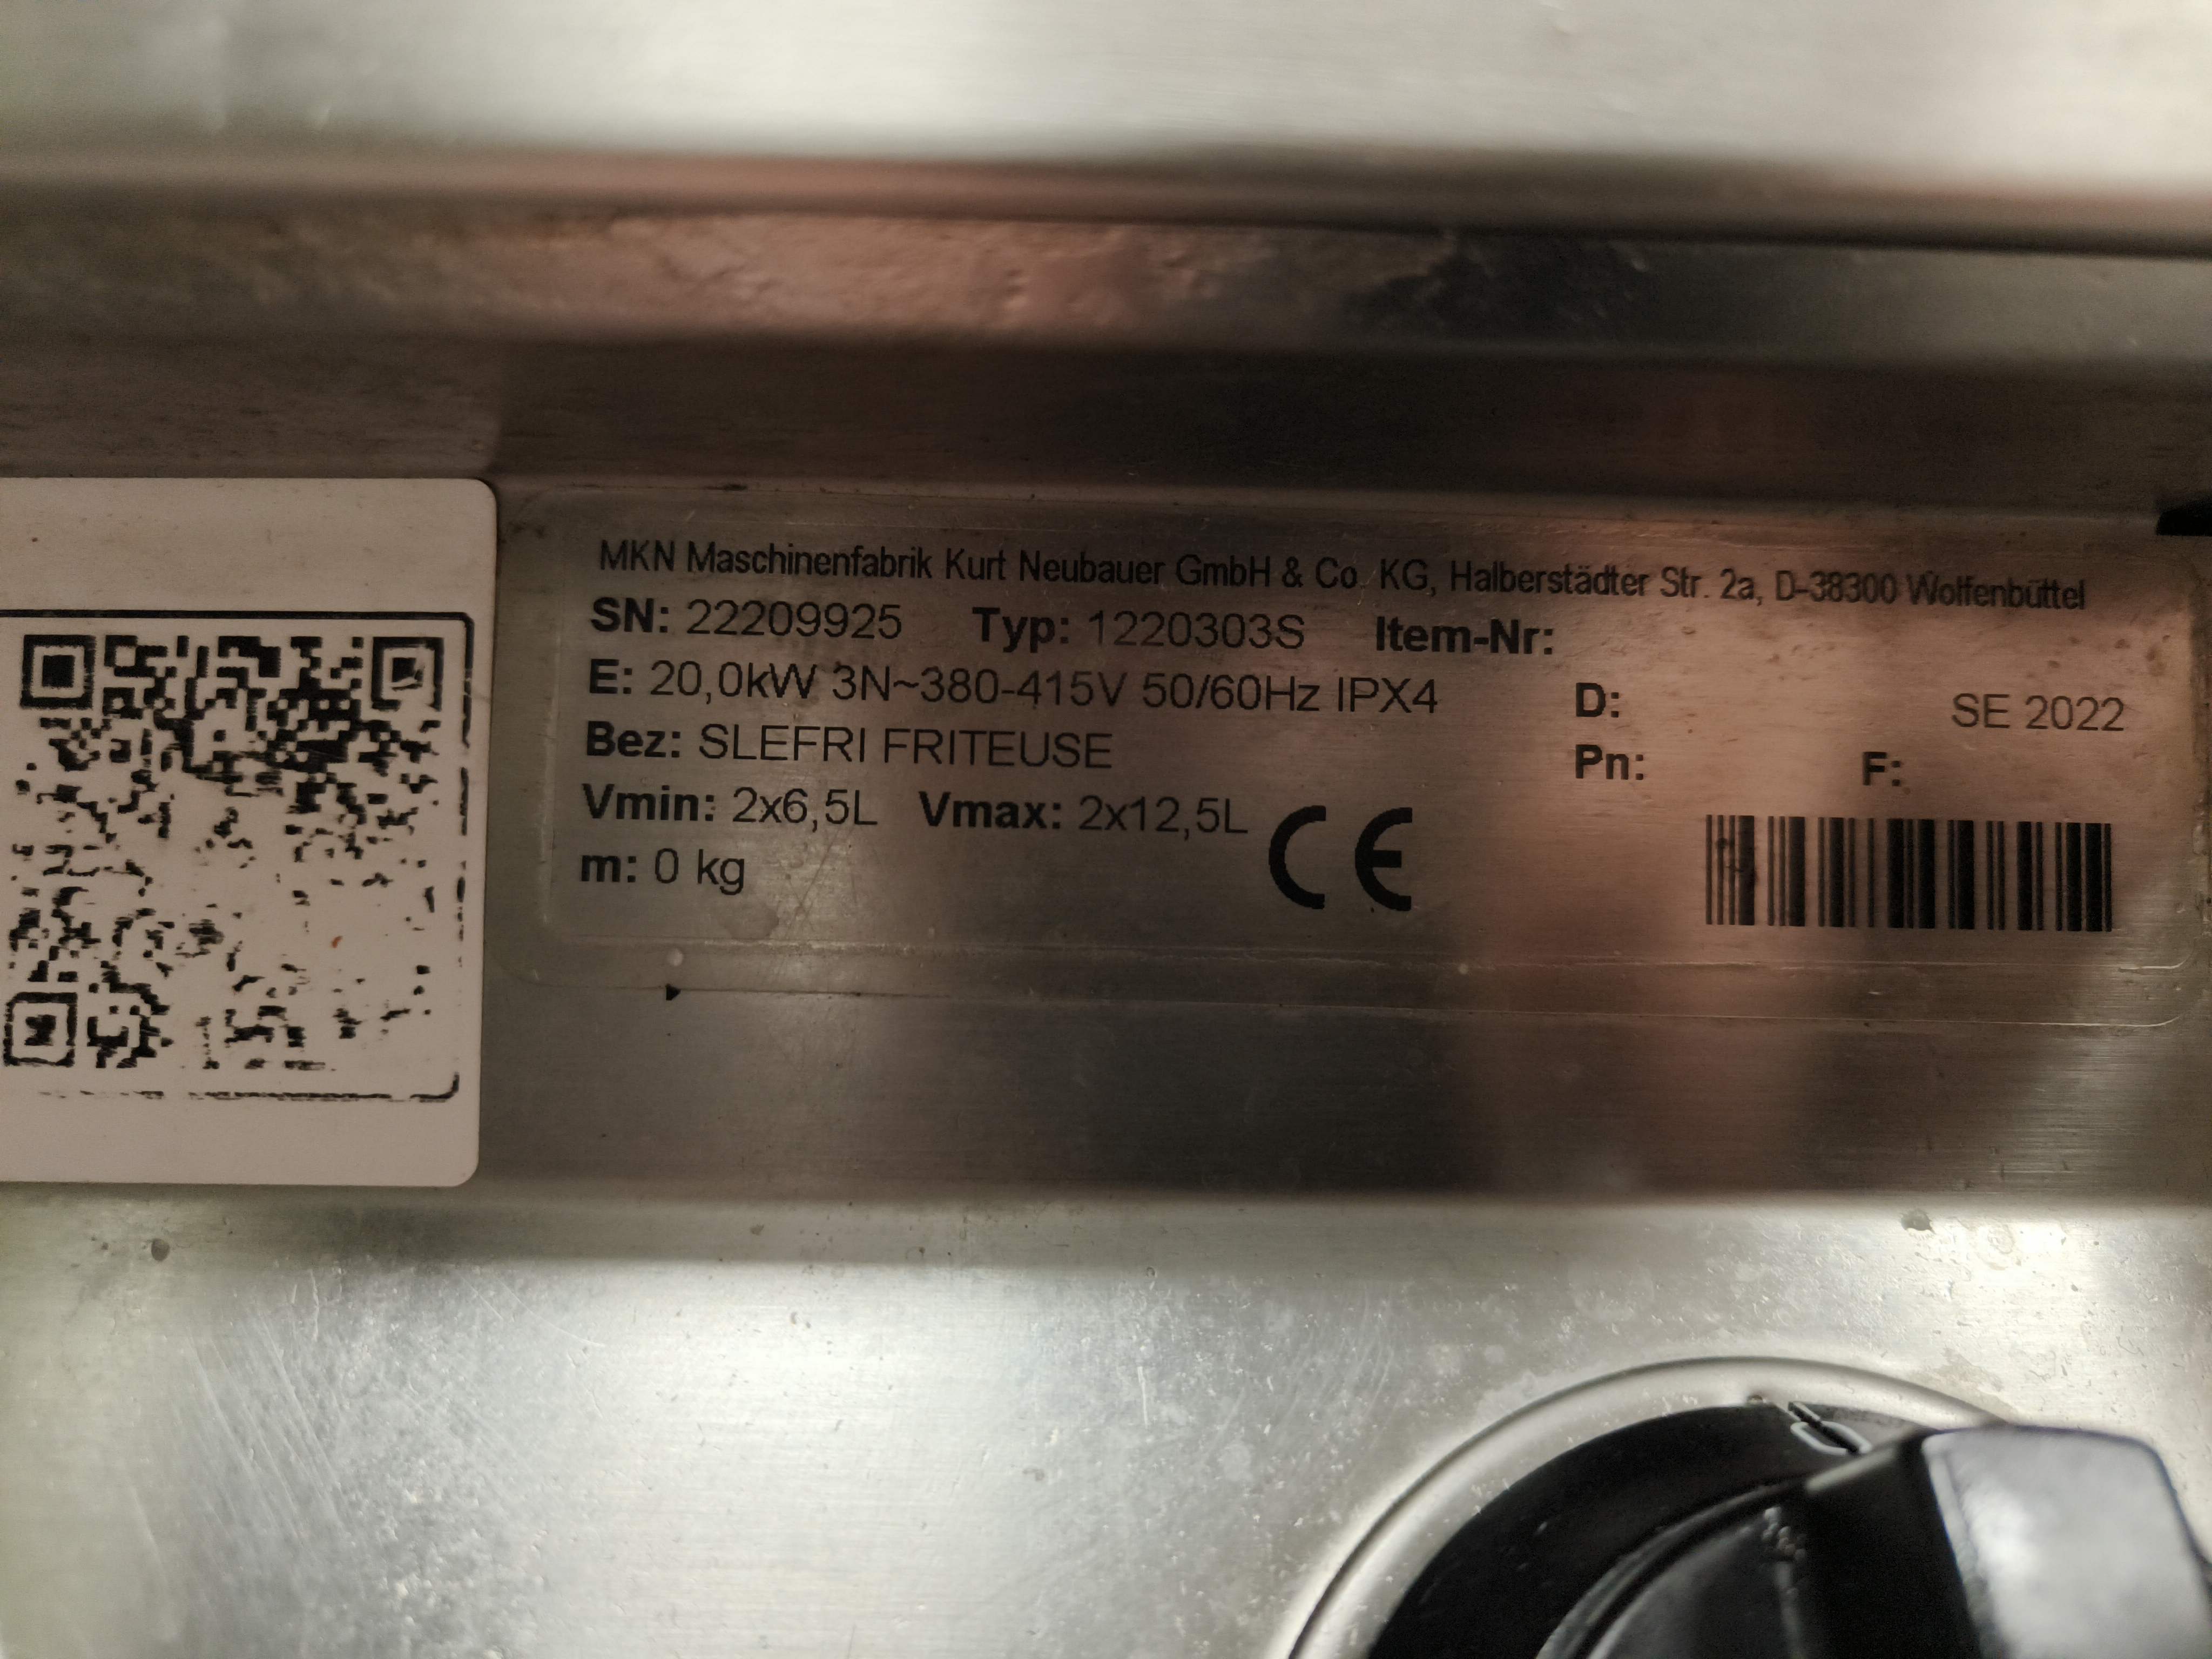 MKN Maschinenfabrik Kurt Neubauer GmbH & Co. KG, Halberstädter Str. 2a, D-38300 Wolfenbüttel
SN: 22209925 Typ: 1220303S Item-Nr:
E: 20,0kW 3N~380-415V 50/60Hz IPX4 D: SE 2022
Bez: SLEFRI FRITEUSE Pn: F:
Vmin: 2x6,5L Vmax: 2x12,5L CE
m: 0 kg